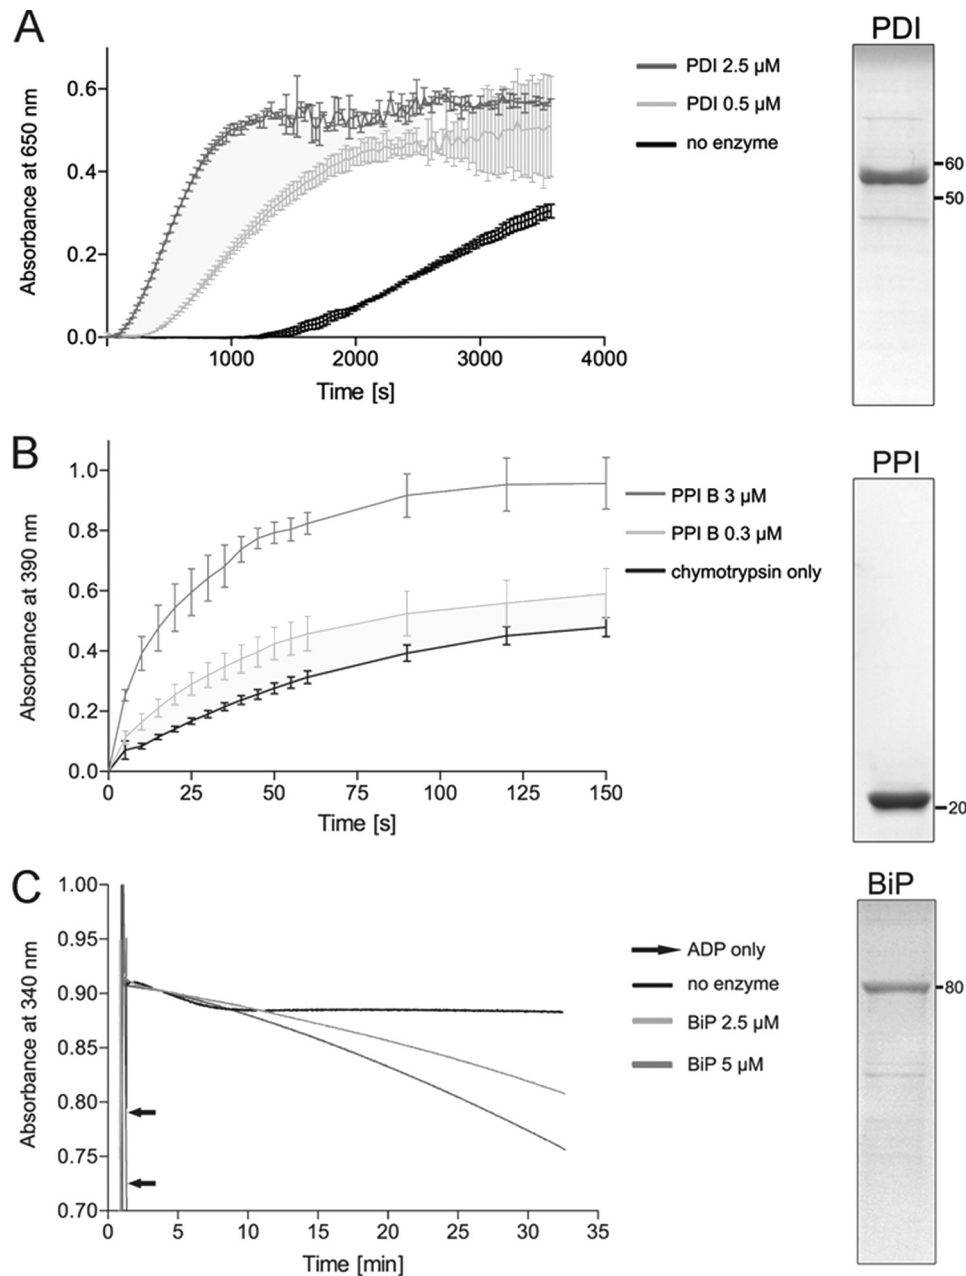 A
PDI
Absorbance at 650 nm
0.6
0.4
0.2
0.0
1000
2000
3000
4000
Time [s]
PDI 2.5 µM
PDI 0.5 µM
no enzyme
60
50
B
PPI
Absorbance at 390 nm
1.0
0.8
0.6
0.4
0.2
0.0
0
25
50
75
100
125
150
Time [s]
PPI B 3 µM
PPI B 0.3 µM
chymotrypsin only
20
C
BiP
Absorbance at 340 nm
1.00
0.95
0.90
0.85
0.80
0.75
0.70
0
5
10
15
20
25
30
35
Time [min]
ADP only
no enzyme
BiP 2.5 µM
BiP 5 µM
80